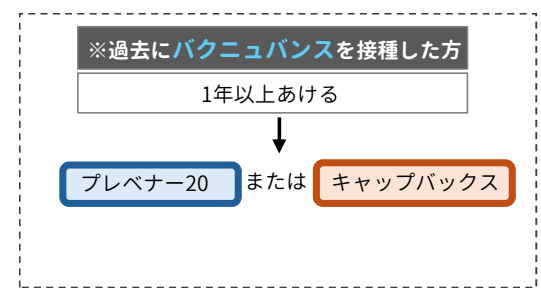 ※過去にバクニュバンスを接種した方
1年以上あける
プレベナー20 または キャップバックス